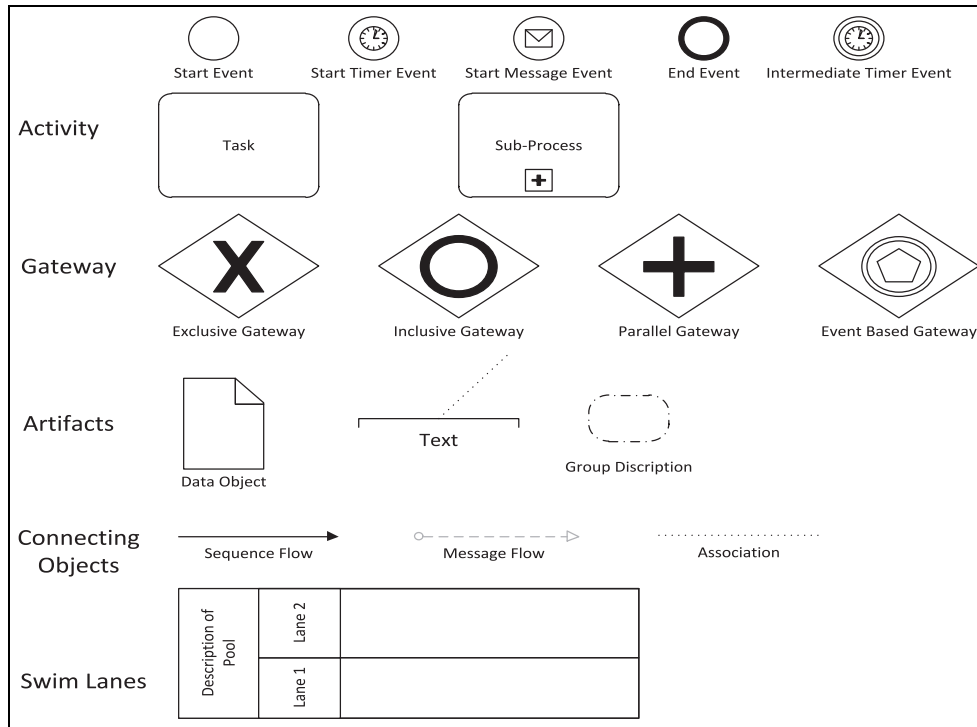 Start Event
Start Timer Event
Start Message Event
End Event
Intermediate Timer Event
Activity
Task
Sub-Process
Gateway
Exclusive Gateway
Inclusive Gateway
Parallel Gateway
Event Based Gateway
Artifacts
Data Object
Text
Group Discription
Connecting
Objects
Sequence Flow
Message Flow
Association
Swim Lanes
Description of
Pool
Lane 2
Lane 1